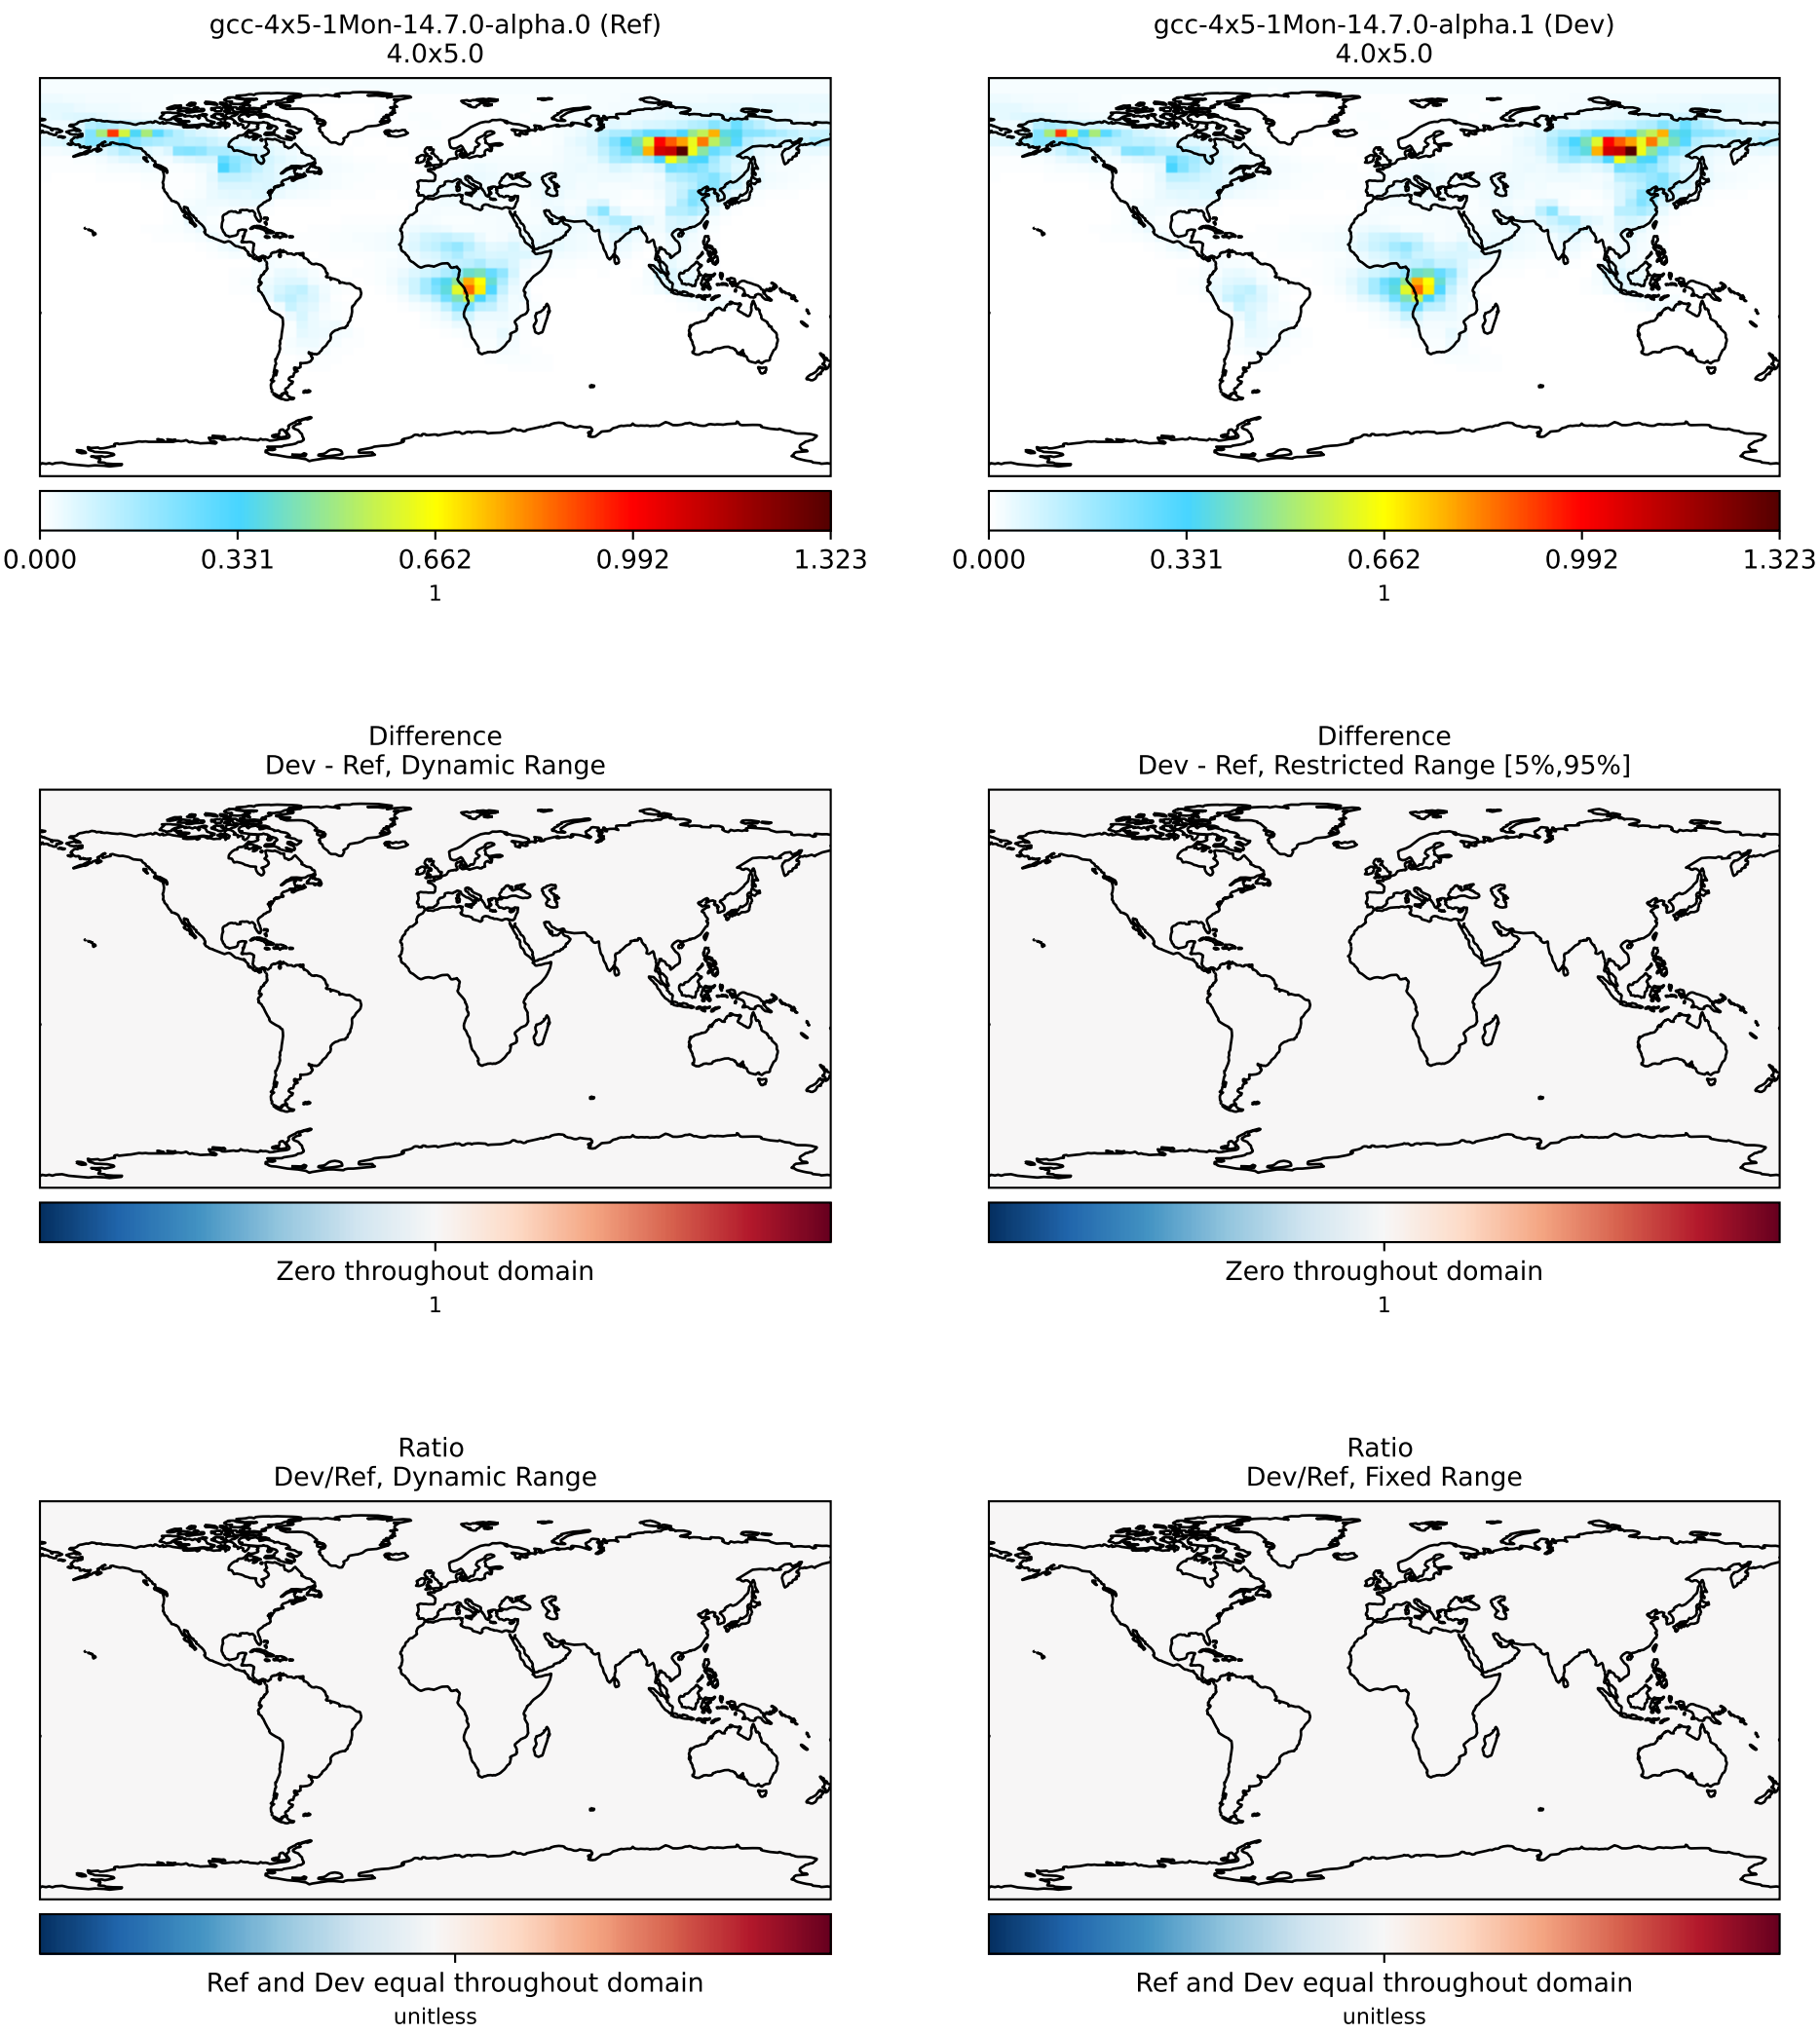 gcc-4x5-1Mon-14.7.0-alpha.0 (Ref)
4.0x5.0
gcc-4x5-1Mon-14.7.0-alpha.1 (Dev)
4.0x5.0
0.000 0.331 0.662 0.992 1.323
1
0.000 0.331 0.662 0.992 1.323
1
Difference
Dev - Ref, Dynamic Range
Difference
Dev - Ref, Restricted Range [5%,95%]
Zero throughout domain
1
Zero throughout domain
1
Ratio
Dev/Ref, Dynamic Range
Ratio
Dev/Ref, Fixed Range
Ref and Dev equal throughout domain
unitless
Ref and Dev equal throughout domain
unitless